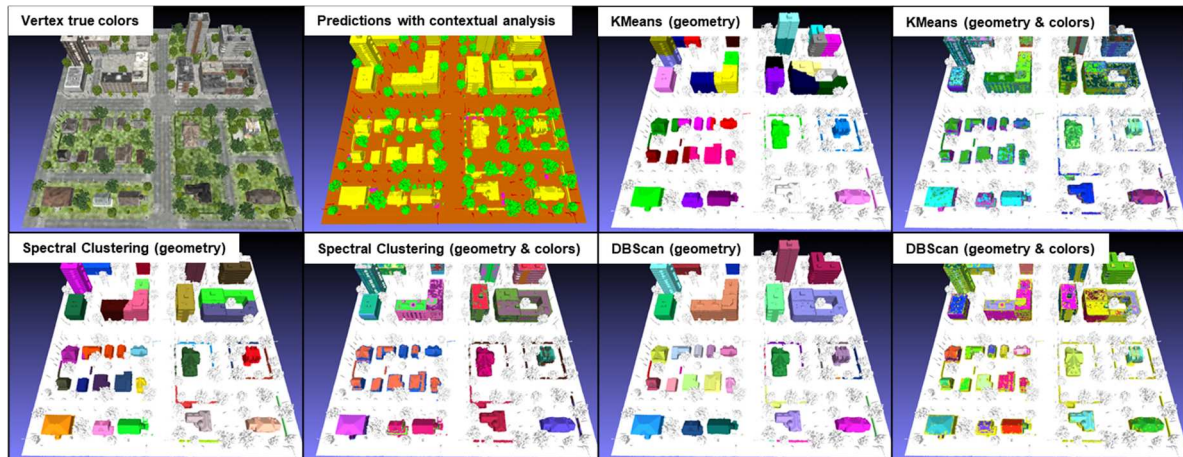 Vertex true colors
Predictions with contextual analysis
KMeans (geometry)
KMeans (geometry & colors)
Spectral Clustering (geometry)
Spectral Clustering (geometry & colors)
DBScan (geometry)
DBScan (geometry & colors)